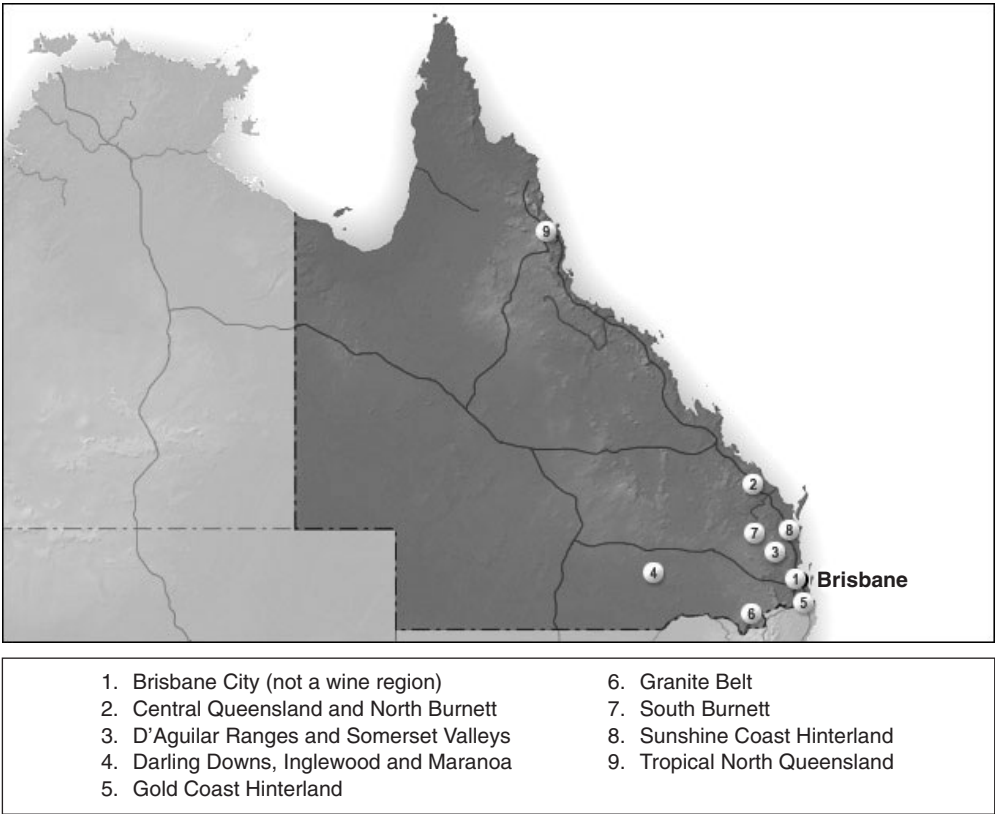 9
2
7
8
3
4
1
Brisbane
5
6
1. Brisbane City (not a wine region)
2. Central Queensland and North Burnett
3. D'Aguilar Ranges and Somerset Valleys
4. Darling Downs, Inglewood and Maranoa
5. Gold Coast Hinterland
6. Granite Belt
7. South Burnett
8. Sunshine Coast Hinterland
9. Tropical North Queensland